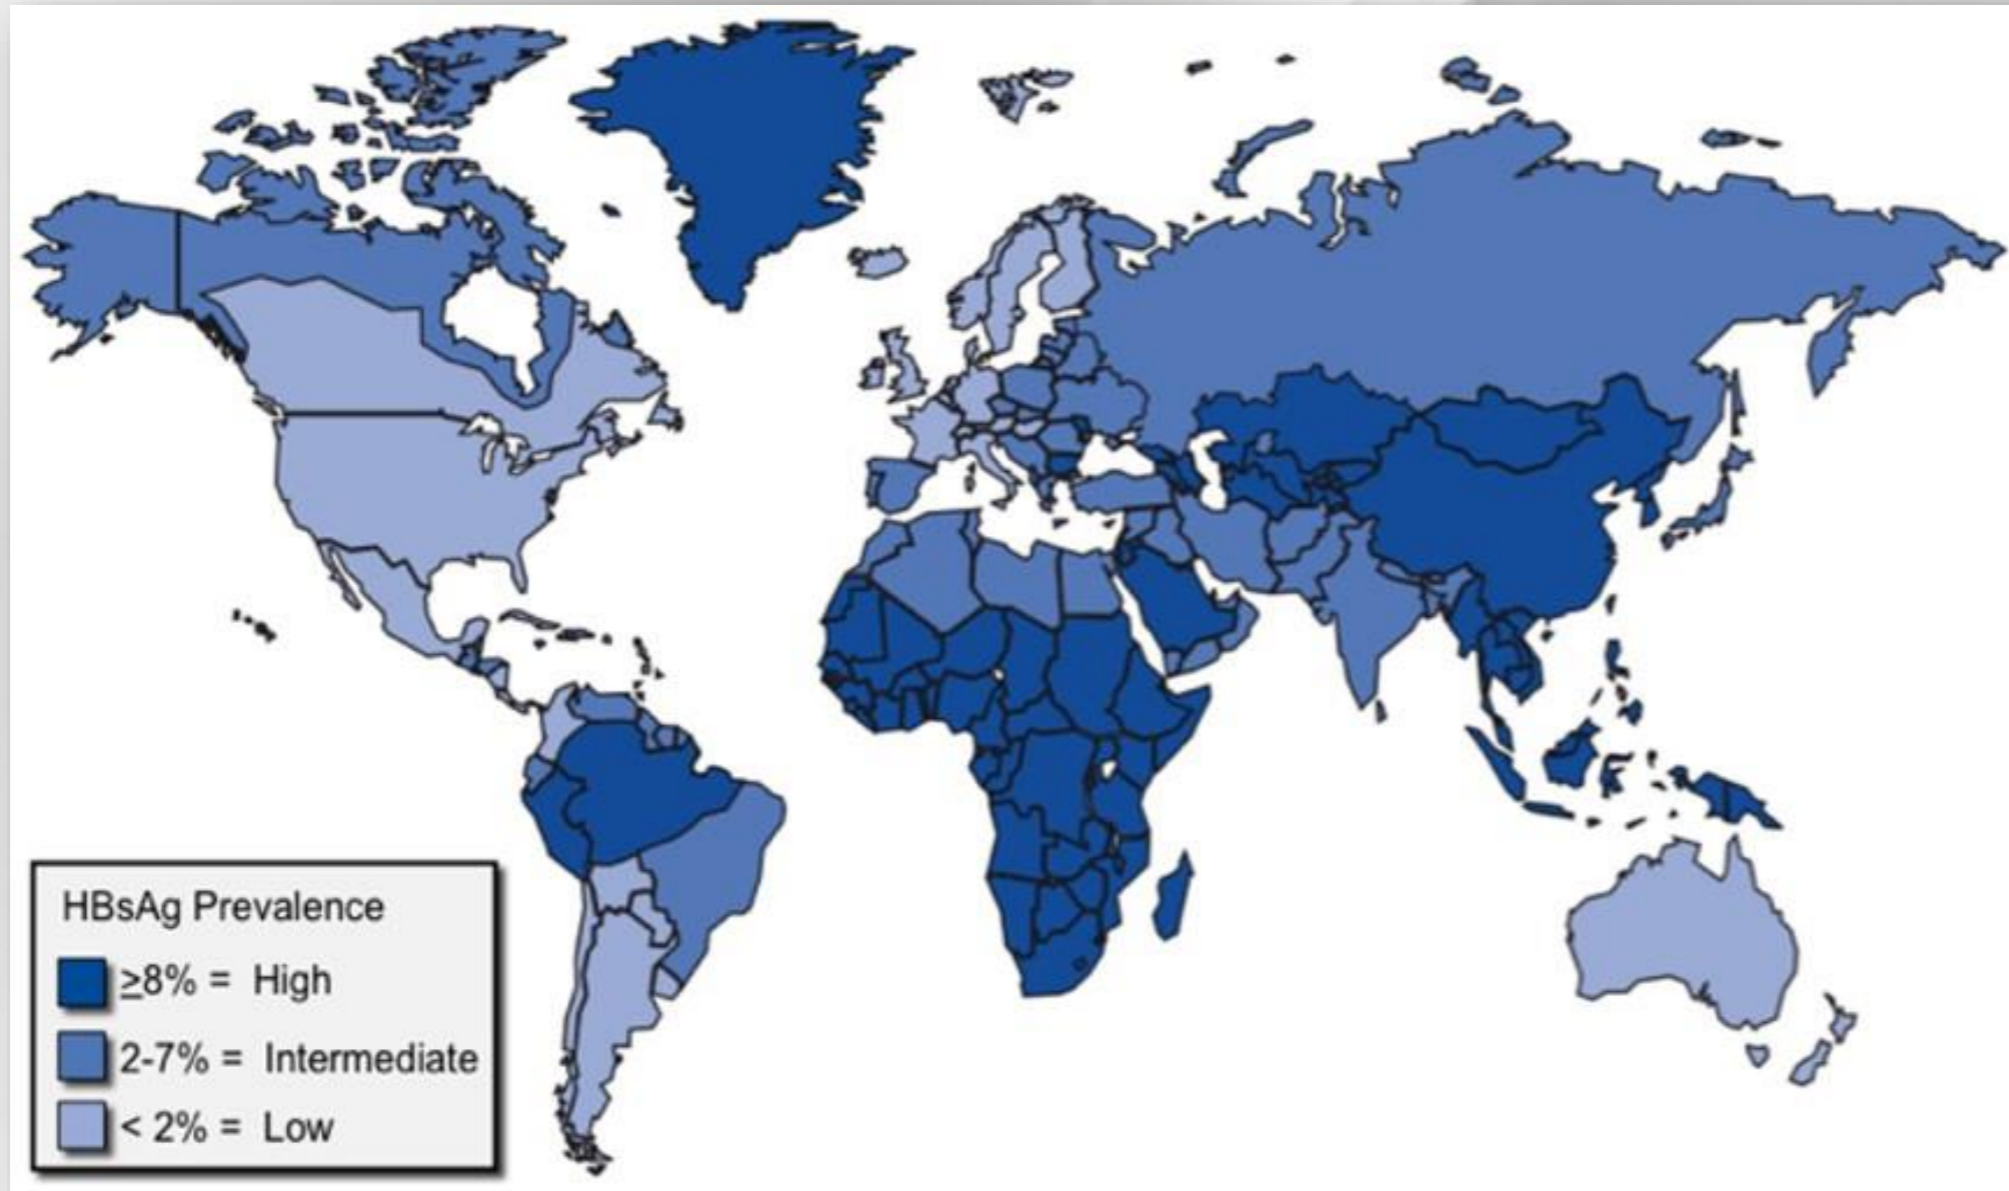 HBsAg Prevalence
≥8% = High
2-7% = Intermediate
< 2% = Low